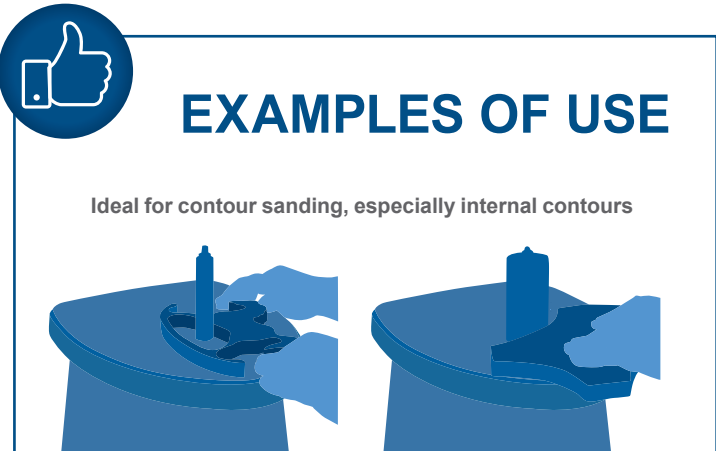 EXAMPLES OF USE
Ideal for contour sanding, especially internal contours